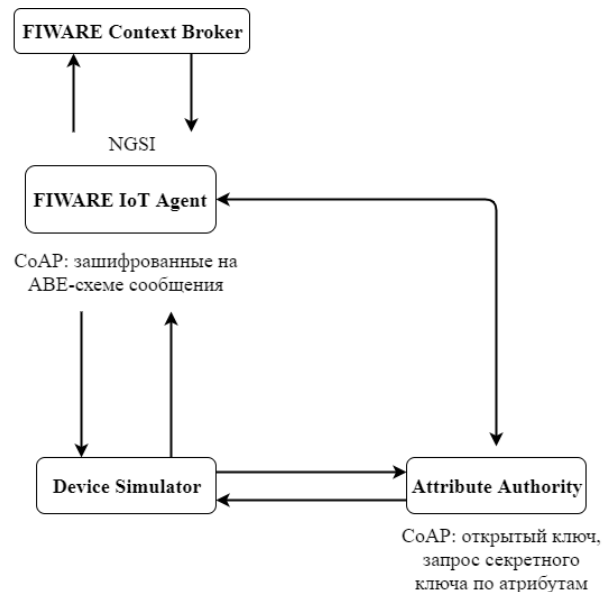 FIWARE Context Broker
NGSI
FIWARE IoT Agent
CoAP: зашифрованные на
ABE-схеме сообщения
Device Simulator
Attribute Authority
CoAP: открытый ключ,
запрос секретного
ключа по атрибутам